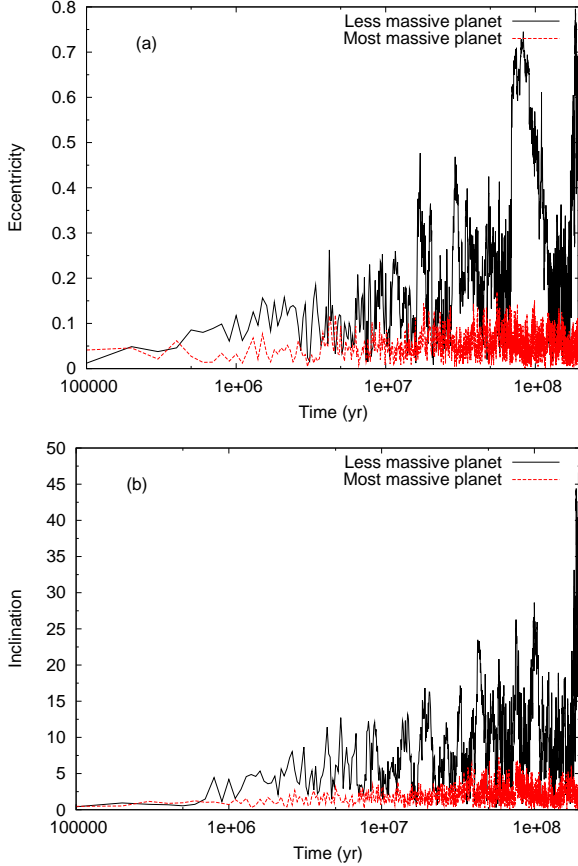 0.8
Less massive planet
(a)
Most massive planet
0.7
0.6
0.5
Eccentricity
0.4
0.3
0.2
0.1
0
100000 1e+06 1e+07 1e+08
Time (yr)
50
Less massive planet
45
(b)
Most massive planet
40
35
30
Inclination
25
20
15
10
5
0
100000 1e+06 1e+07 1e+08
Time (yr)